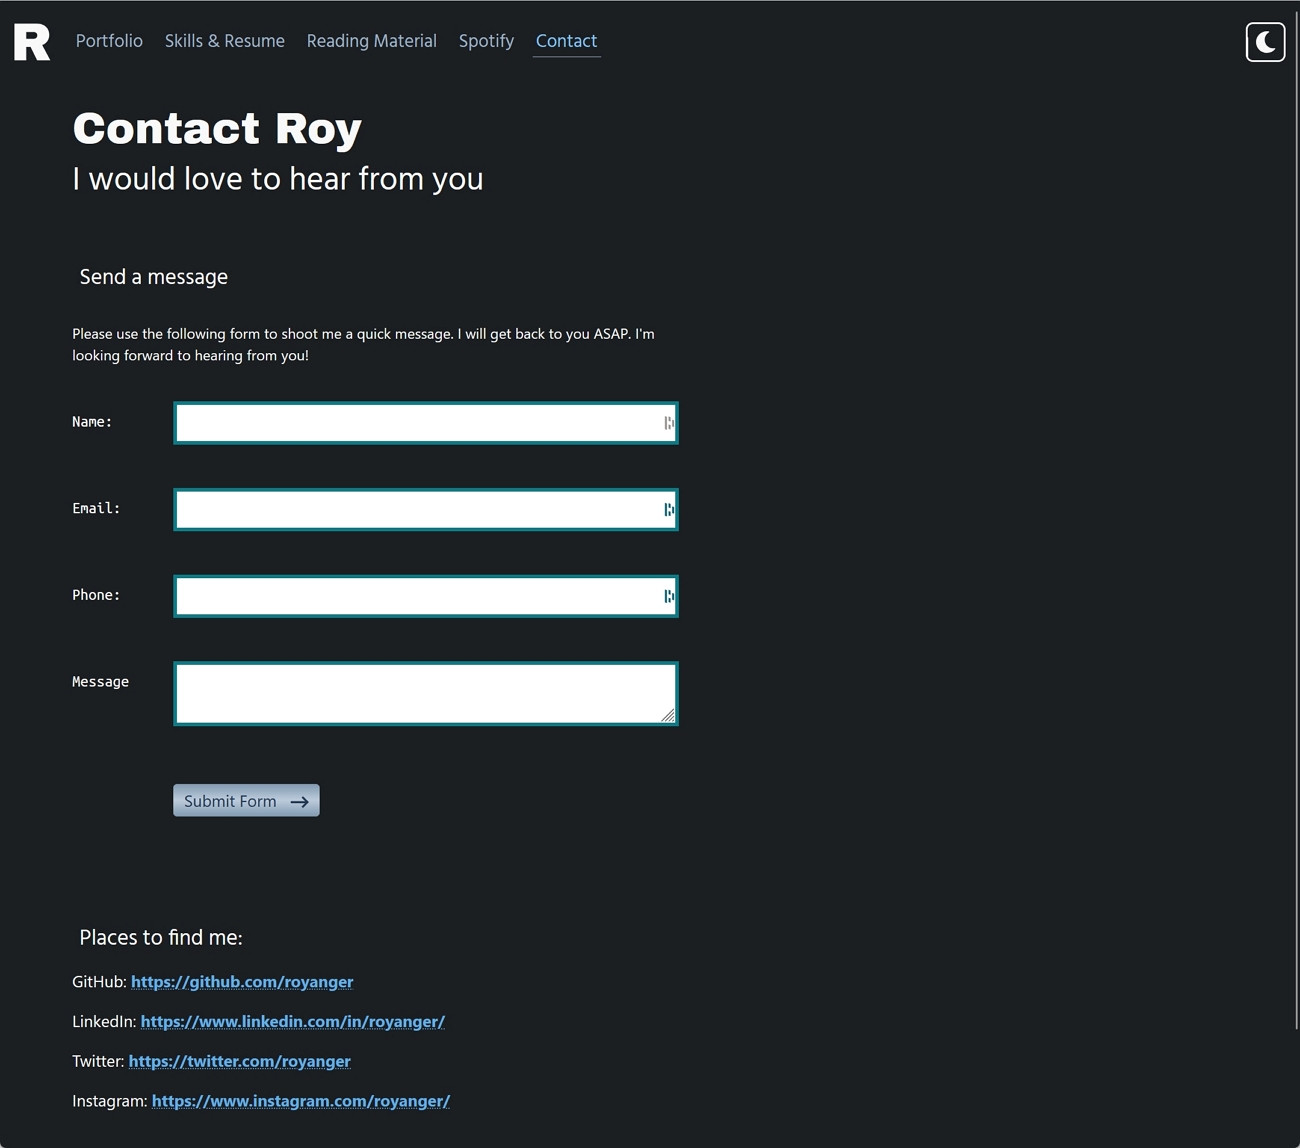 R
Portfolio Skills & Resume Reading Material Spotify Contact
Contact Roy
I would love to hear from you
Send a message
Please use the following form to shoot me a quick message. I will get back to you ASAP. I'm
looking forward to hearing from you!
Name:
Email:
Phone:
Message
Submit Form →
Places to find me:
GitHub: https://github.com/royanger
LinkedIn: https://www.linkedin.com/in/royanger/
Twitter: https://twitter.com/royanger
Instagram: https://www.instagram.com/royanger/